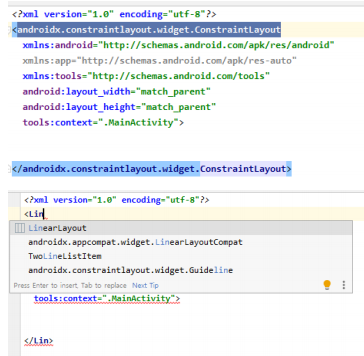 <?xml version="1.0" encoding="utf-8"?>
<androidx.constraintlayout.widget.ConstraintLayout
xmlns:android="http://schemas.android.com/apk/res/android"
xmlns:app="http://schemas.android.com/apk/res-auto"
xmlns:tools="http://schemas.android.com/tools"
android:layout_width="match_parent"
android:layout_height="match_parent"
tools:context=".MainActivity">
</androidx.constraintlayout.widget.ConstraintLayout>
<?xml version="1.0" encoding="utf-8"?>
<Lin
LinearLayout
androidx.appcompat.widget.LinearLayoutCompat
TwoLineListItem
androidx.constraintlayout.widget.Guideline
Press Enter to insert, Tab to replace Next Tip
tools:context=".MainActivity">
</Lin>